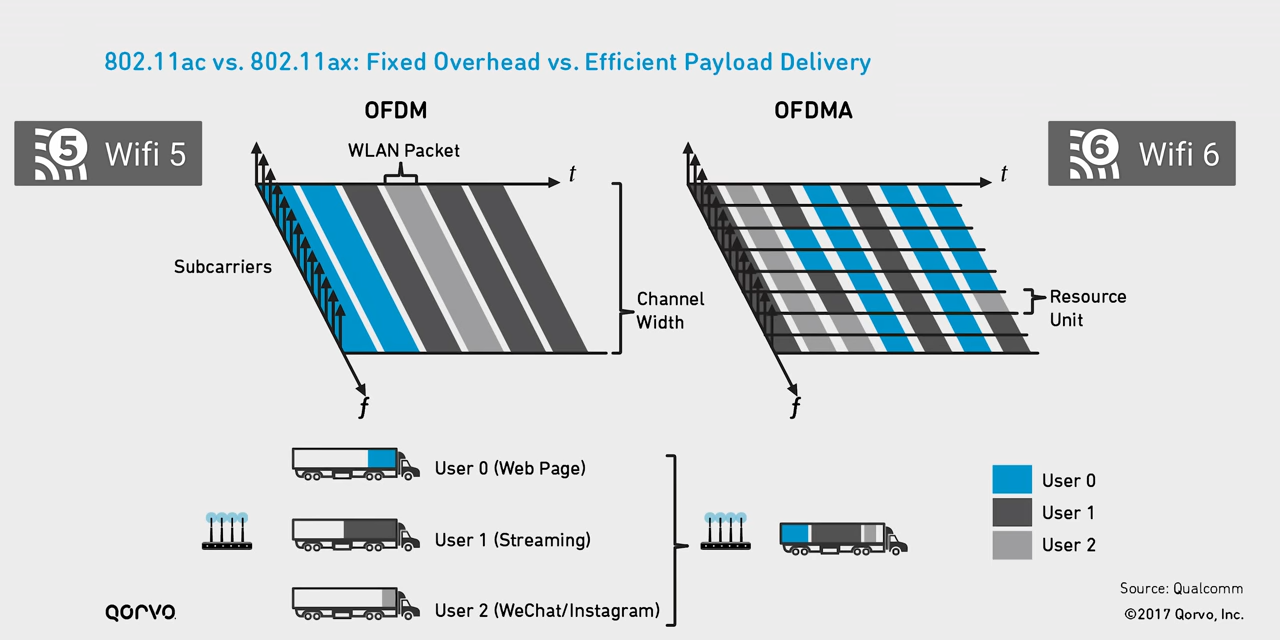 802.11ac vs. 802.11ax: Fixed Overhead vs. Efficient Payload Delivery
OFDM
OFDMA
5 Wifi 5
WLAN Packet
t
t
6 Wifi 6
Subcarriers
Channel
Width
Resource
Unit
f
f
User 0 (Web Page)
User 1 (Streaming)
User 2 (WeChat/Instagram)
User 0
User 1
User 2
Source: Qualcomm
©2017 Qorvo, Inc.
QORVO